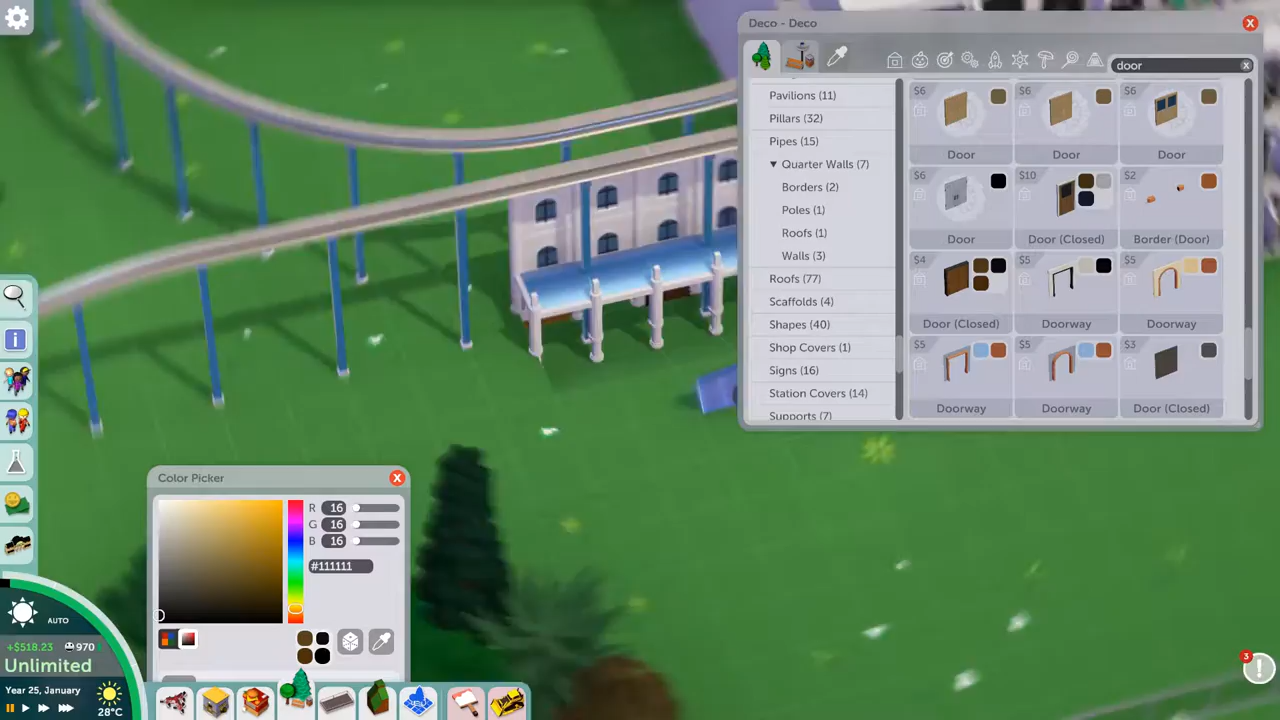 Deco - Deco
door
Pavilions (11)
Pillars (32)
Pipes (15)
Quarter Walls (7)
Borders (2)
Poles (1)
Roofs (1)
Walls (3)
Roofs (77)
Scaffolds (4)
Shapes (40)
Shop Covers (1)
Signs (16)
Station Covers (14)
Supports (7)
$6 $6 $6
Door Door Door
$6 $10 $2
Door Door (Closed) Border (Door)
$4 $5 $5
Door (Closed) Doorway Doorway
$5 $5 $3
Doorway Doorway Door (Closed)
Color Picker
R 16
G 16
B 16
#111111
AUTO
+$518.23 970
Unlimited
Year 25, January
28°C
3